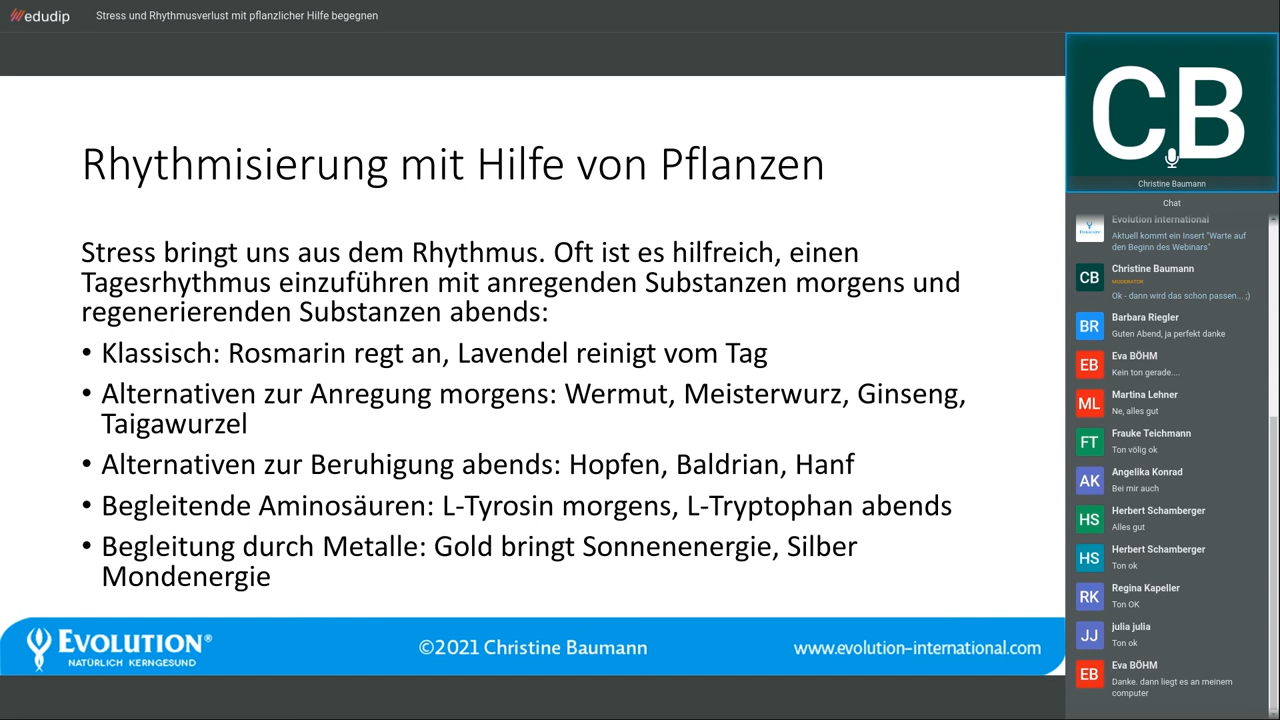 edudip
Stress und Rhythmusverlust mit pflanzlicher Hilfe begegnen
Rhythmisierung mit Hilfe von Pflanzen
Stress bringt uns aus dem Rhythmus. Oft ist es hilfreich, einen
Tagesrhythmus einzuführen mit anregenden Substanzen morgens und
regenerierenden Substanzen abends:
• Klassisch: Rosmarin regt an, Lavendel reinigt vom Tag
• Alternativen zur Anregung morgens: Wermut, Meisterwurz, Ginseng,
Taigawurzel
• Alternativen zur Beruhigung abends: Hopfen, Baldrian, Hanf
• Begleitende Aminosäuren: L-Tyrosin morgens, L-Tryptophan abends
• Begleitung durch Metalle: Gold bringt Sonnenenergie, Silber
Mondenergie
EVOLUTION®
NATÜRLICH KERNGESUND
©2021 Christine Baumann
www.evolution-international.com
CB
Christine Baumann
Chat
Evolution International
Aktuell kommt ein Insert "Warte auf
den Beginn des Webinars"
CB
Christine Baumann
MODERATOR
Ok - dann wird das schon passen... ;)
BR
Barbara Riegler
Guten Abend, ja perfekt danke
EB
Eva BÖHM
Kein ton gerade....
ML
Martina Lehner
Ne, alles gut
FT
Frauke Teichmann
Ton völig ok
AK
Angelika Konrad
Bei mir auch
HS
Herbert Schamberger
Alles gut
HS
Herbert Schamberger
Ton ok
RK
Regina Kapeller
Ton OK
JJ
julia julia
Ton ok
EB
Eva BÖHM
Danke. dann liegt es an meinem
computer